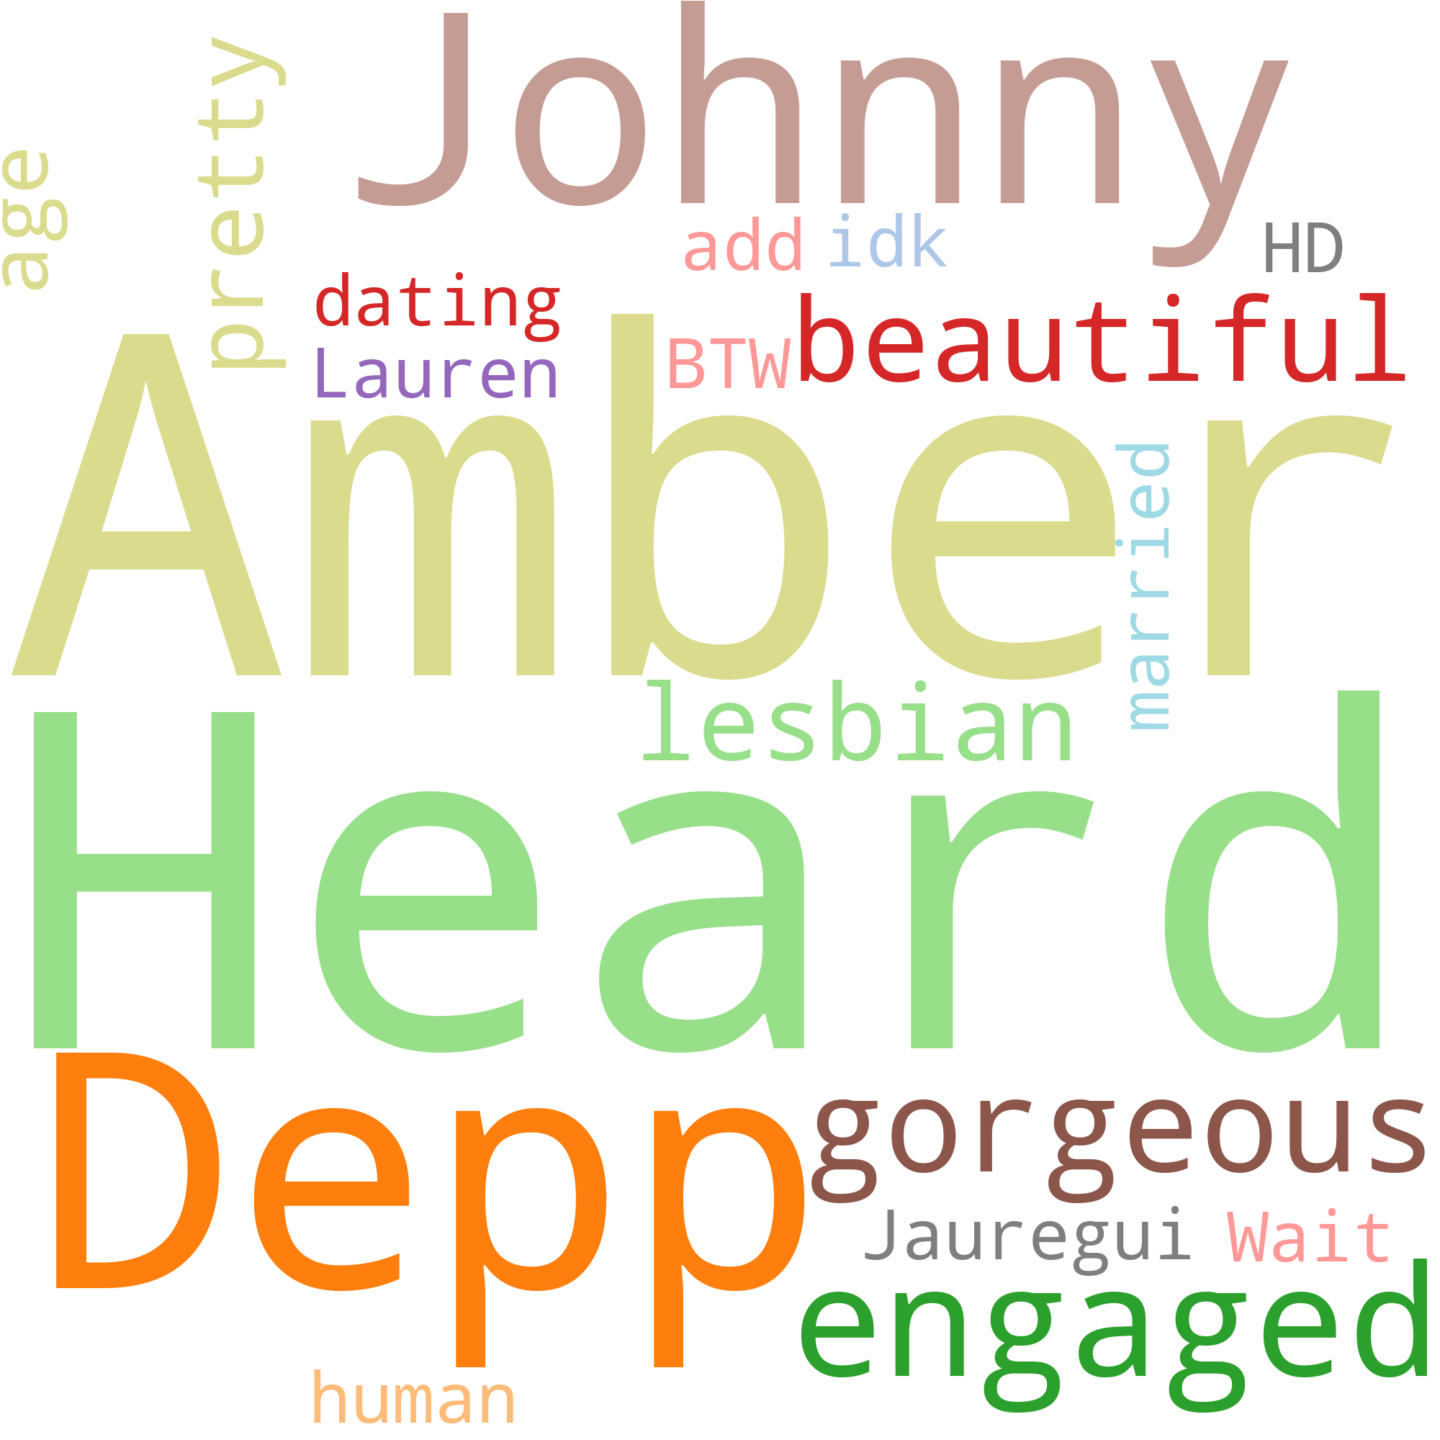 Johnny
pretty
age
add idk HD
dating
beautiful
Lauren
BTW
Amber
married
lesbian
Heard
Depp
gorgeous
Jauregui Wait
engaged
human